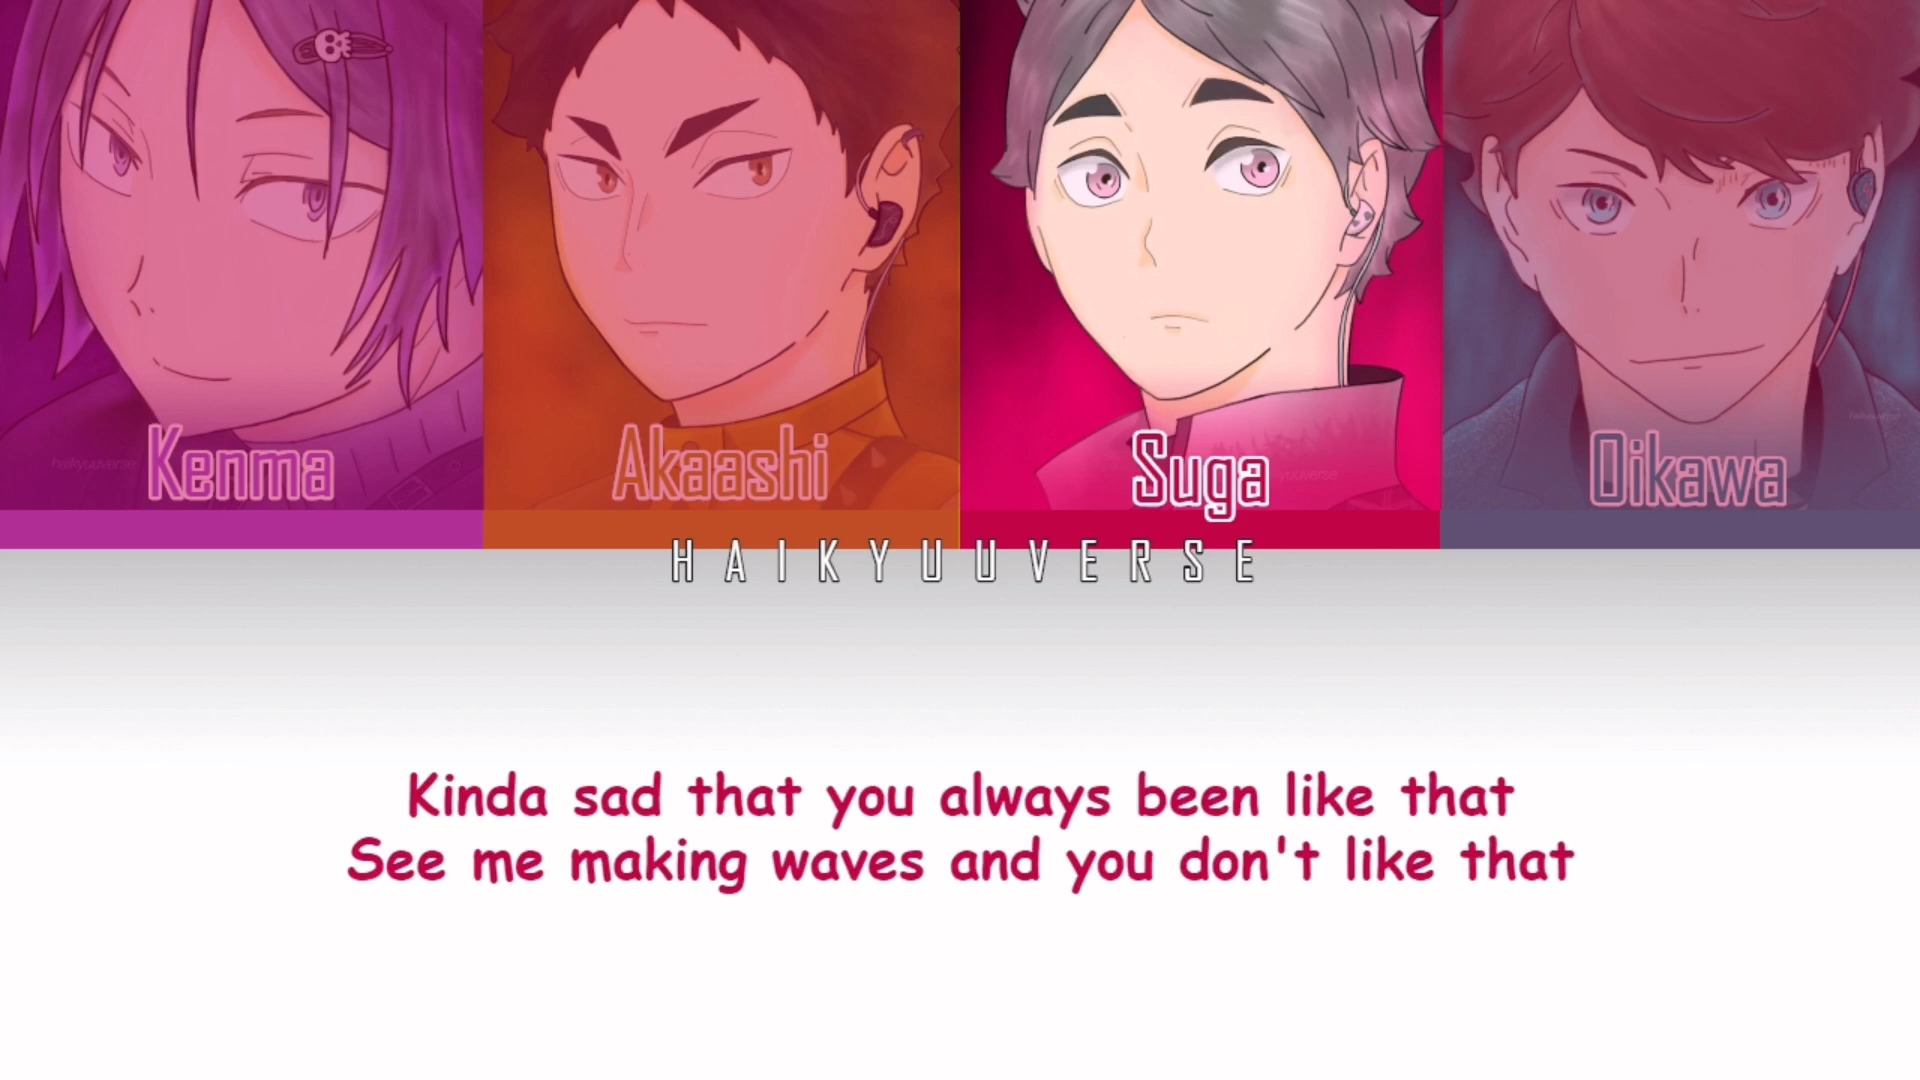 Kenma
Akaashi
Suga
Oikawa
haikyuuverse
HAIKYUUVERSE
Kinda sad that you always been like that
See me making waves and you don't like that